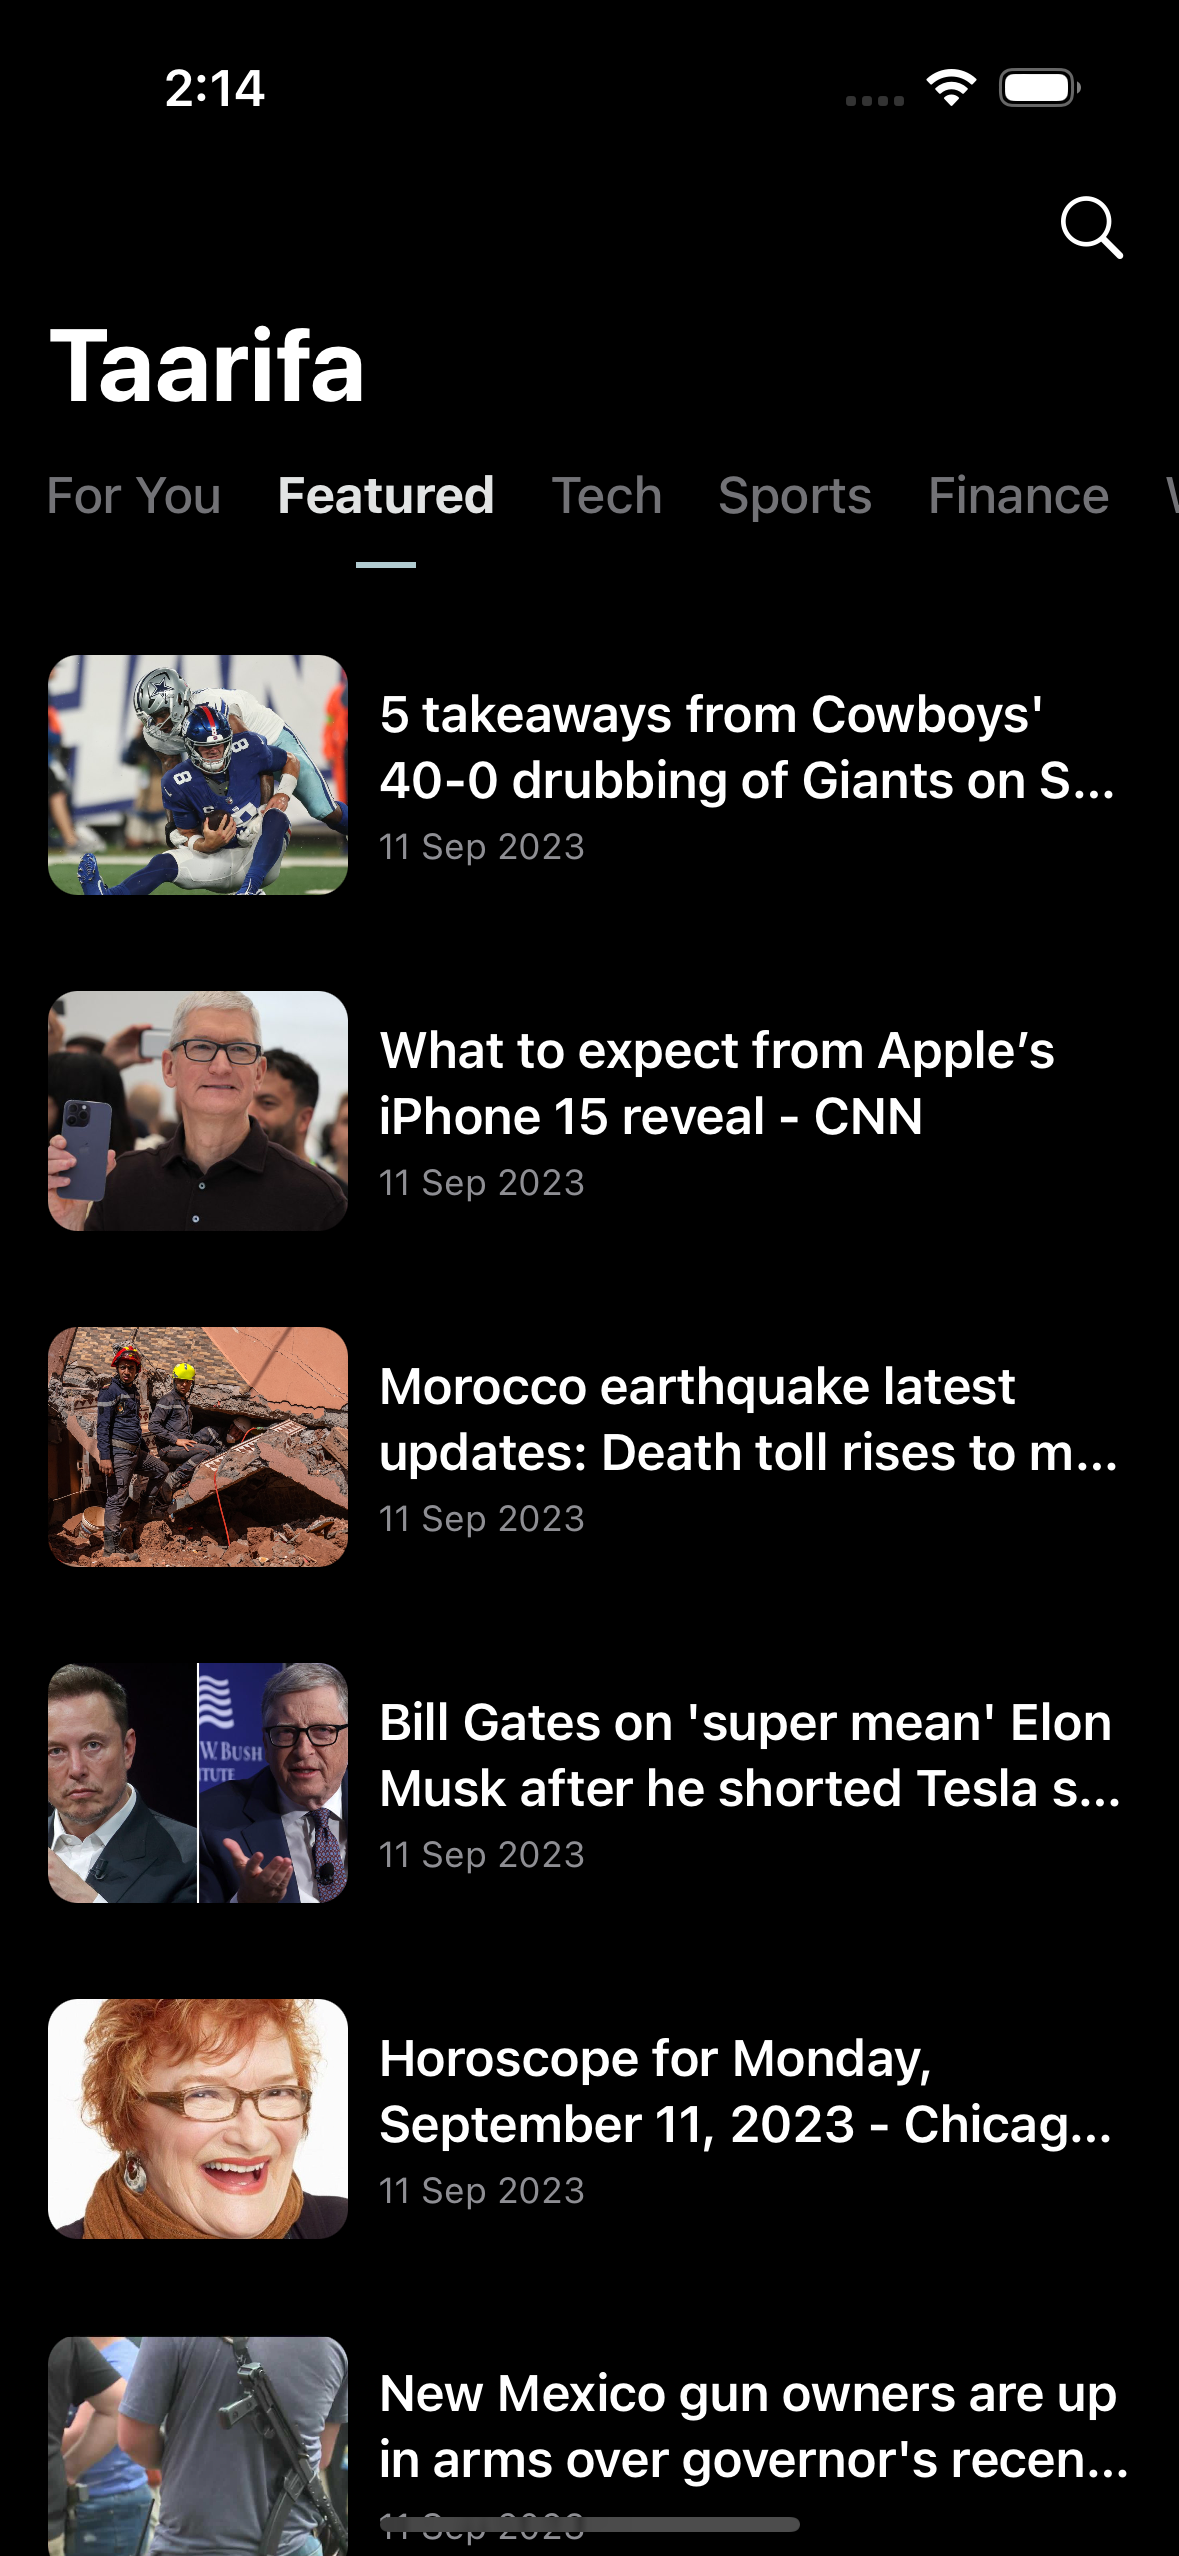 2:14
Taarifa
For You Featured Tech Sports Finance
5 takeaways from Cowboys'
40-0 drubbing of Giants on S...
11 Sep 2023
What to expect from Apple’s
iPhone 15 reveal - CNN
11 Sep 2023
Morocco earthquake latest
updates: Death toll rises to m...
11 Sep 2023
W. BUSH
TUTE
Bill Gates on 'super mean' Elon
Musk after he shorted Tesla s...
11 Sep 2023
Horoscope for Monday,
September 11, 2023 - Chicag...
11 Sep 2023
New Mexico gun owners are up
in arms over governor's recen...
11 Sep 2023